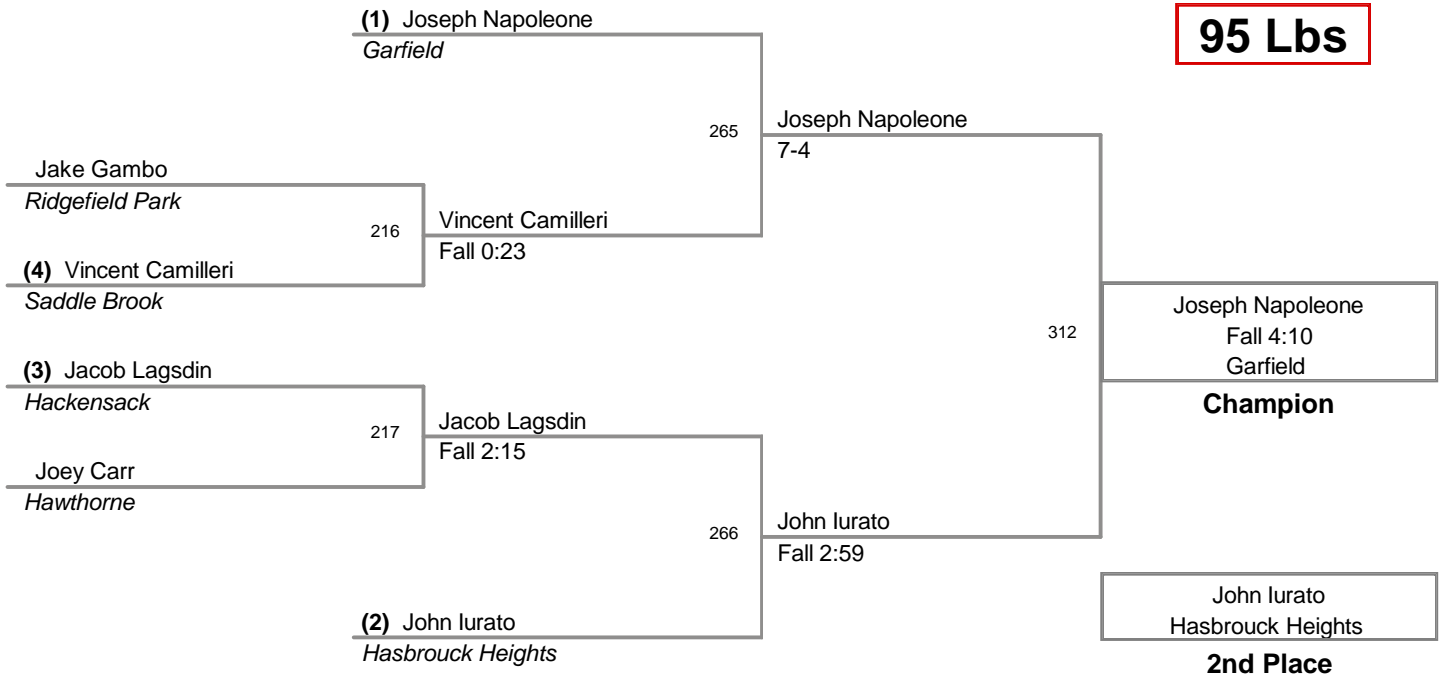 (1) Joseph Napoleone
Garfield
95 Lbs
265
Joseph Napoleone
7-4
Jake Gambo
Ridgefield Park
216
Vincent Camilleri
Fall 0:23
(4) Vincent Camilleri
Saddle Brook
312
Joseph Napoleone
Fall 4:10
Garfield
Champion
(3) Jacob Lagsdin
Hackensack
217
Jacob Lagsdin
Fall 2:15
Joey Carr
Hawthorne
266
John Iurato
Fall 2:59
(2) John Iurato
Hasbrouck Heights
John Iurato
Hasbrouck Heights
2nd Place